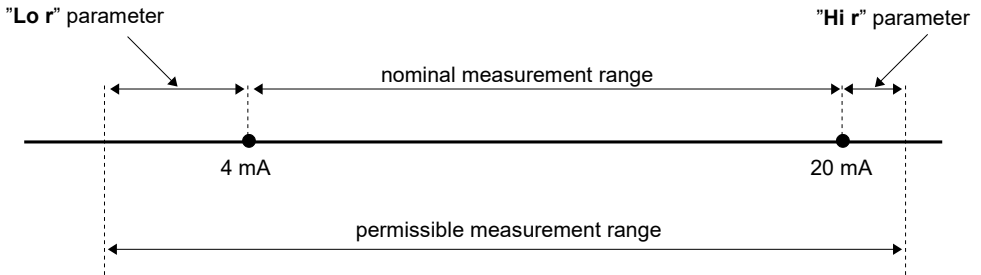 ”Lo r” parameter
”Hi r” parameter
nominal measurement range
4 mA
20 mA
permissible measurement range